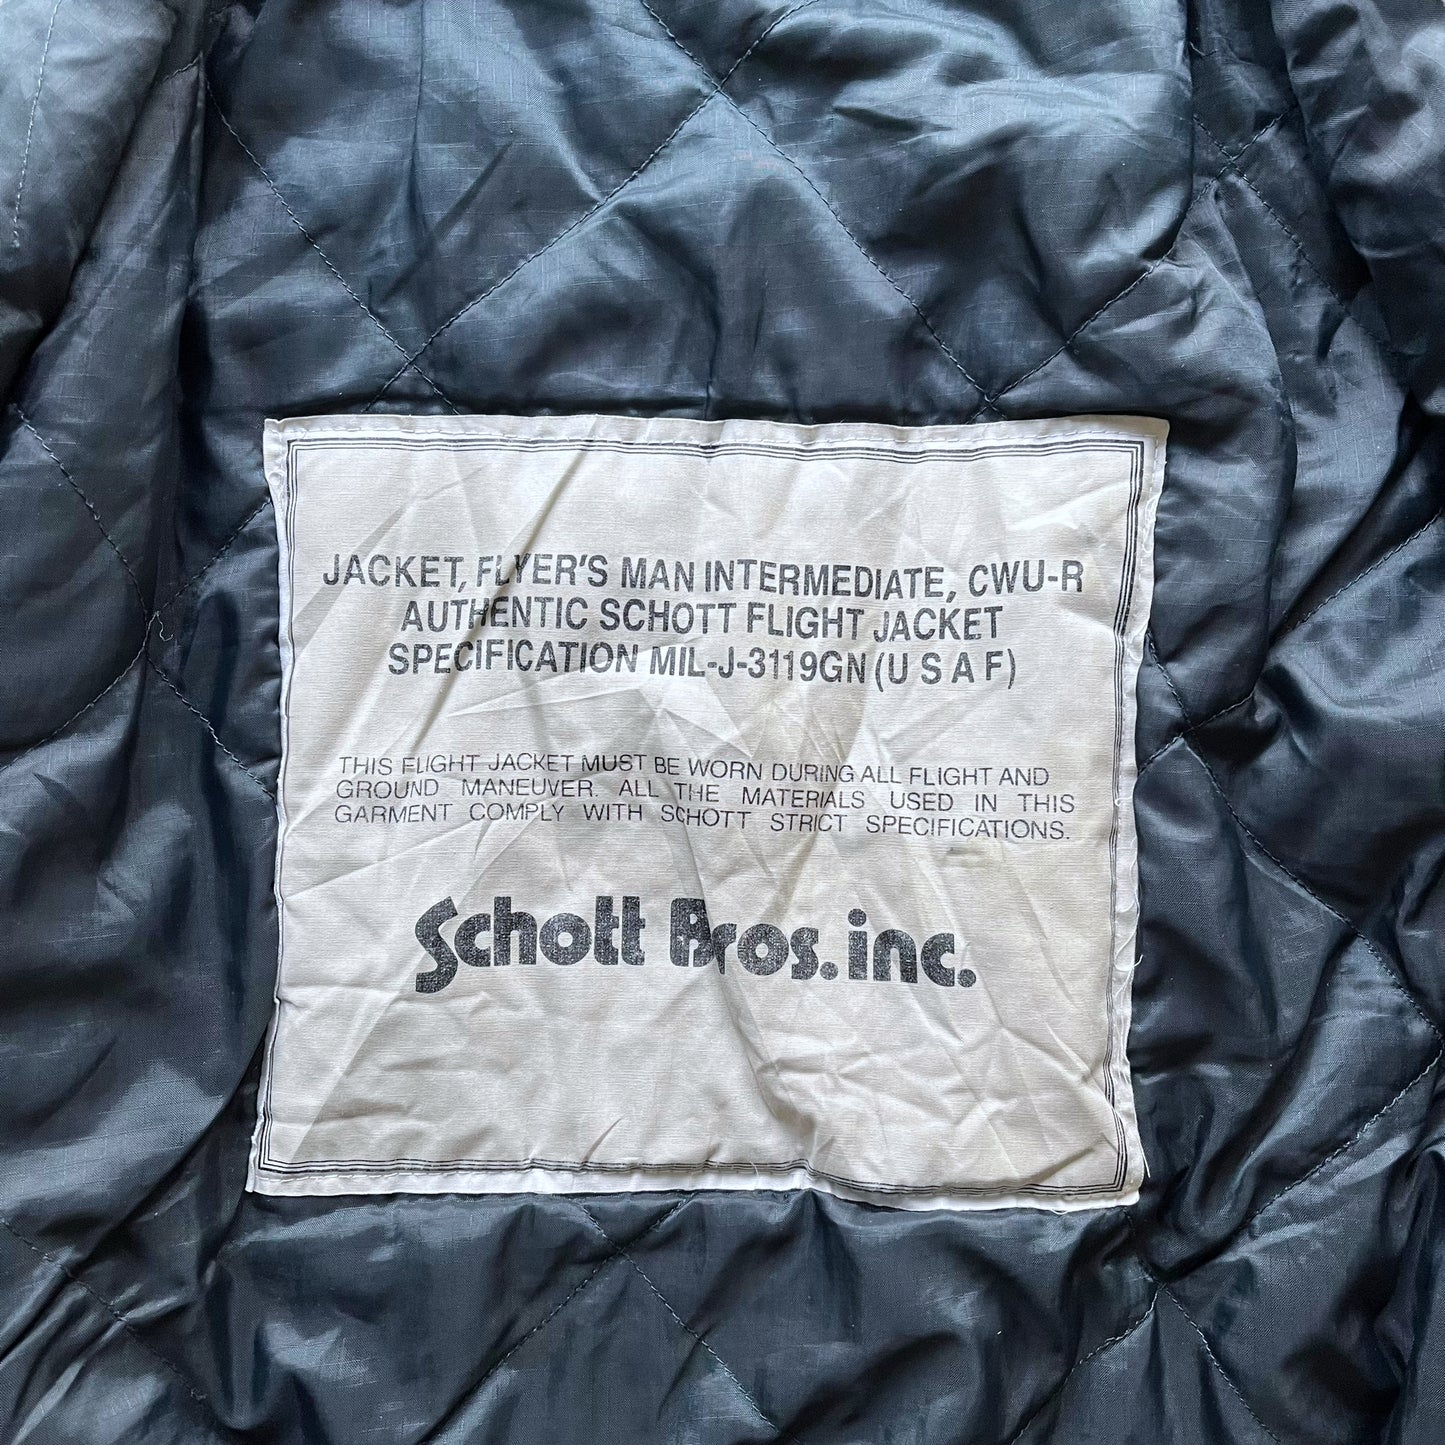 JACKET, FLYER'S MAN INTERMEDIATE, CWU-R
AUTHENTIC SCHOTT FLIGHT JACKET
SPECIFICATION MIL-J-3119GN (U S A F)
THIS FLIGHT JACKET MUST BE WORN DURING ALL FLIGHT AND
GROUND MANEUVER. ALL THE MATERIALS USED IN THIS
GARMENT COMPLY WITH SCHOTT STRICT SPECIFICATIONS.
Schott Bros. inc.